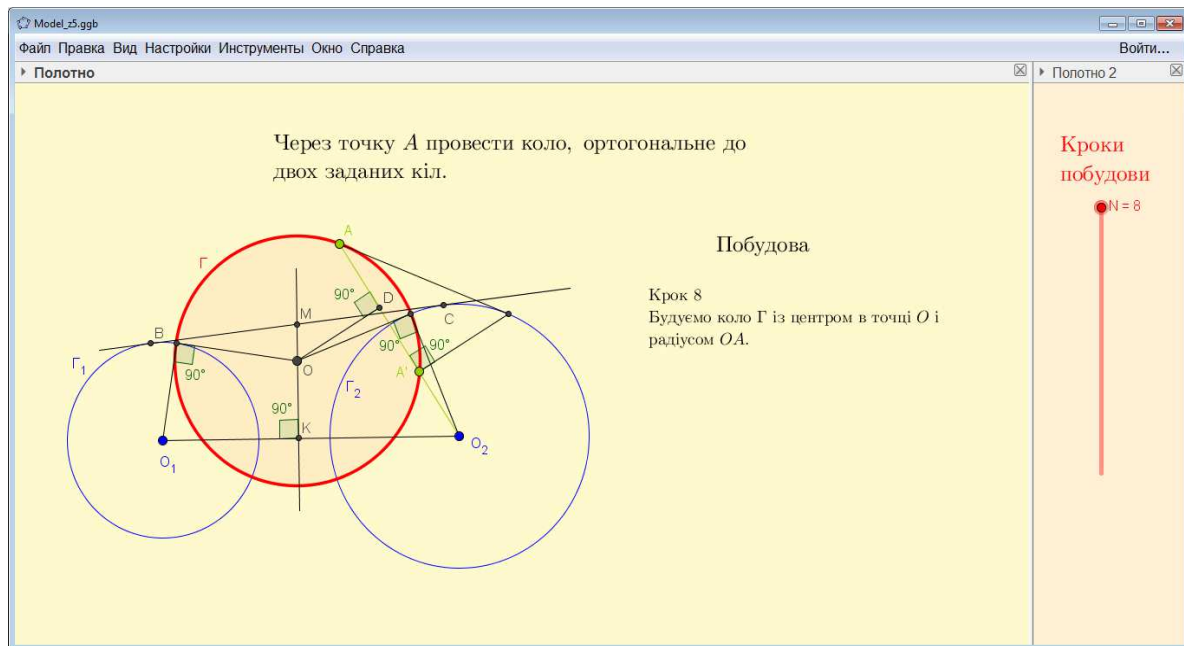 Model_z5.ggb
Файл Правка Вид Настройки Инструменты Окно Справка Войти...
Полотно
Полотно 2
Через точку A провести коло, ортогональне до
двох заданих кіл.
Кроки
побудови
N = 8
Побудова
Крок 8
Будуємо коло Γ із центром в точці O і
радіусом OA.
A
Γ
90°
D
M
C
B
90°
90°
O
A'
Γ₁
90°
Γ₂
90°
K
O₁
O₂